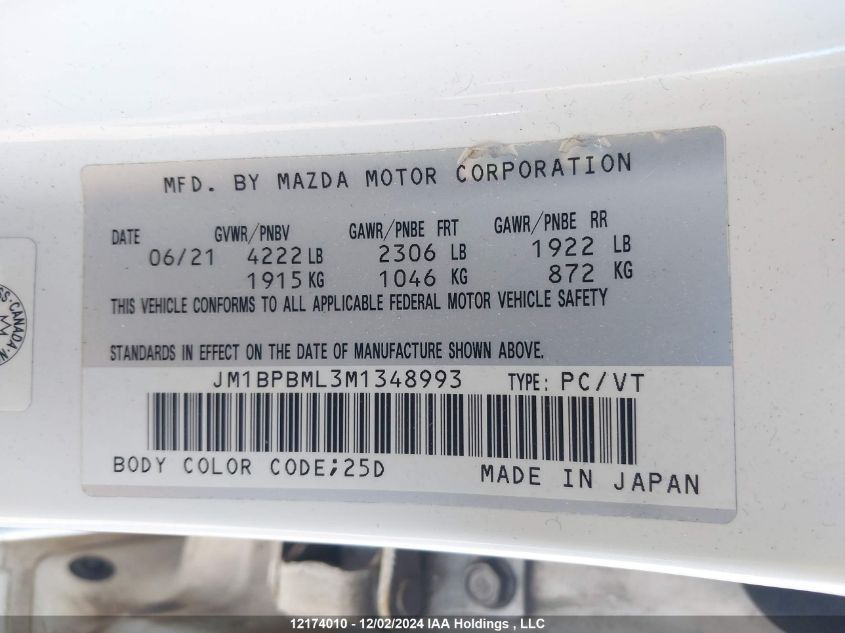 MFD. BY MAZDA MOTOR CORPORATION
DATE GVWR/PNBV GAWR/PNBE FRT GAWR/PNBE RR
06/21 4222 LB 2306 LB 1922 LB
1915 KG 1046 KG 872 KG
THIS VEHICLE CONFORMS TO ALL APPLICABLE FEDERAL MOTOR VEHICLE SAFETY
STANDARDS IN EFFECT ON THE DATE OF MANUFACTURE SHOWN ABOVE.
JM1BPBML3M1348993 TYPE: PC/VT
BODY COLOR CODE;25D MADE IN JAPAN
CANADA
12174010 - 12/02/2024 IAA Holdings , LLC